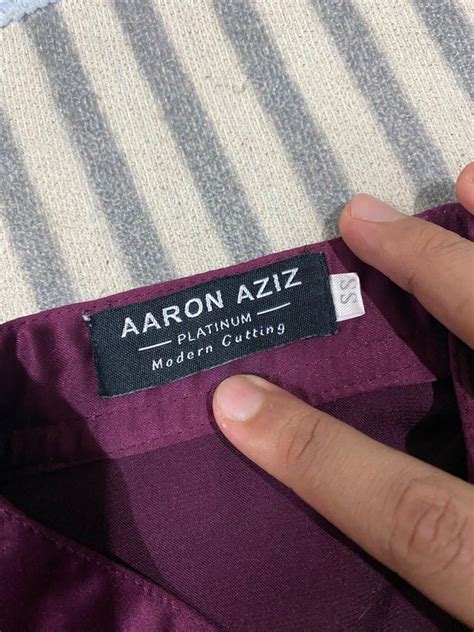 AARON AZIZ
PLATINUM
Modern Cutting
SS